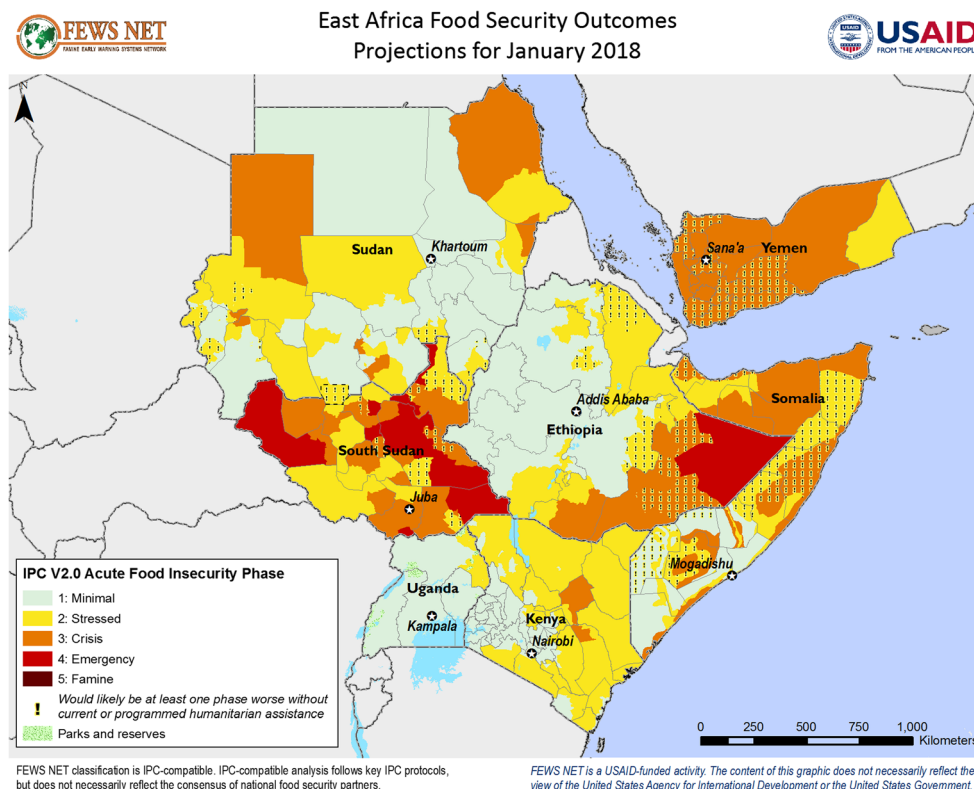 FEWS NET
FAMINE EARLY WARNING SYSTEMS NETWORK
East Africa Food Security Outcomes
Projections for January 2018
USAID
FROM THE AMERICAN PEOPLE
Sudan
Khartoum
Sana'a
Yemen
Addis Ababa
Ethiopia
Somalia
South Sudan
Juba
Mogadishu
Uganda
Kampala
Kenya
Nairobi
IPC V2.0 Acute Food Insecurity Phase
1: Minimal
2: Stressed
3: Crisis
4: Emergency
5: Famine
! Would likely be at least one phase worse without
current or programmed humanitarian assistance
Parks and reserves
0 250 500 750 1,000
Kilometers
FEWS NET classification is IPC-compatible. IPC-compatible analysis follows key IPC protocols,
but does not necessarily reflect the consensus of national food security partners.
FEWS NET is a USAID-funded activity. The content of this graphic does not necessarily reflect the
view of the United States Agency for International Development or the United States Government.